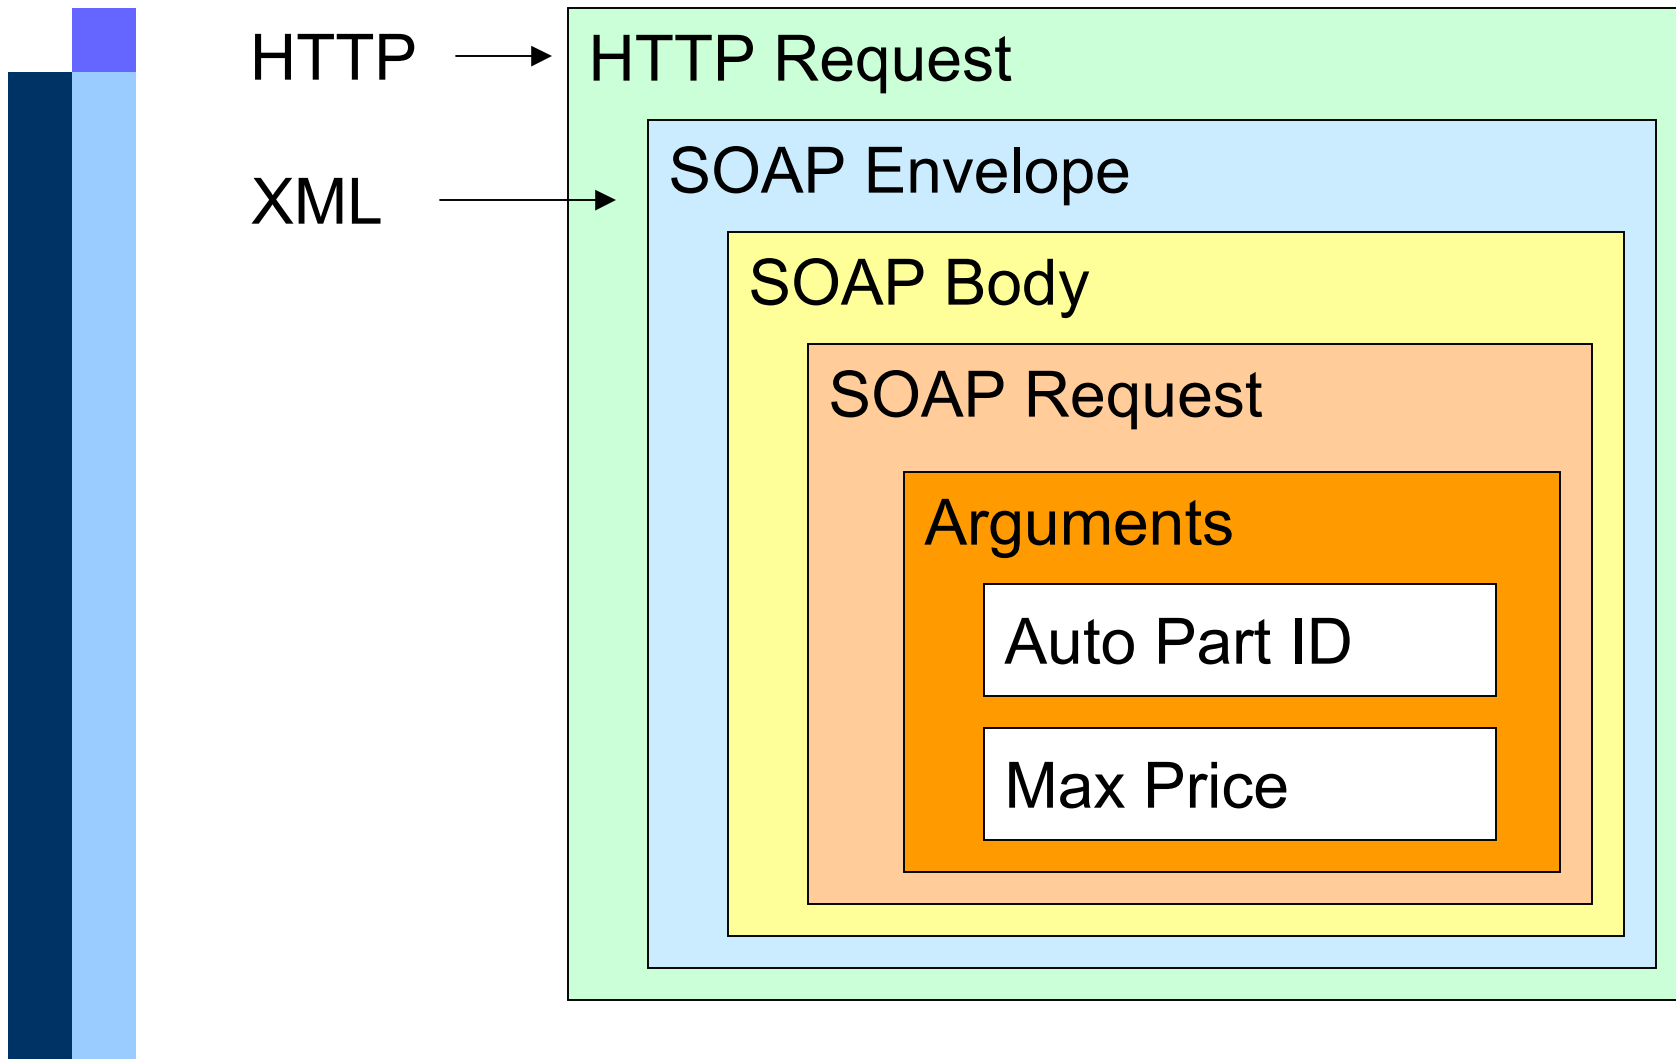 HTTP
HTTP Request
XML
SOAP Envelope
SOAP Body
SOAP Request
Arguments
Auto Part ID
Max Price